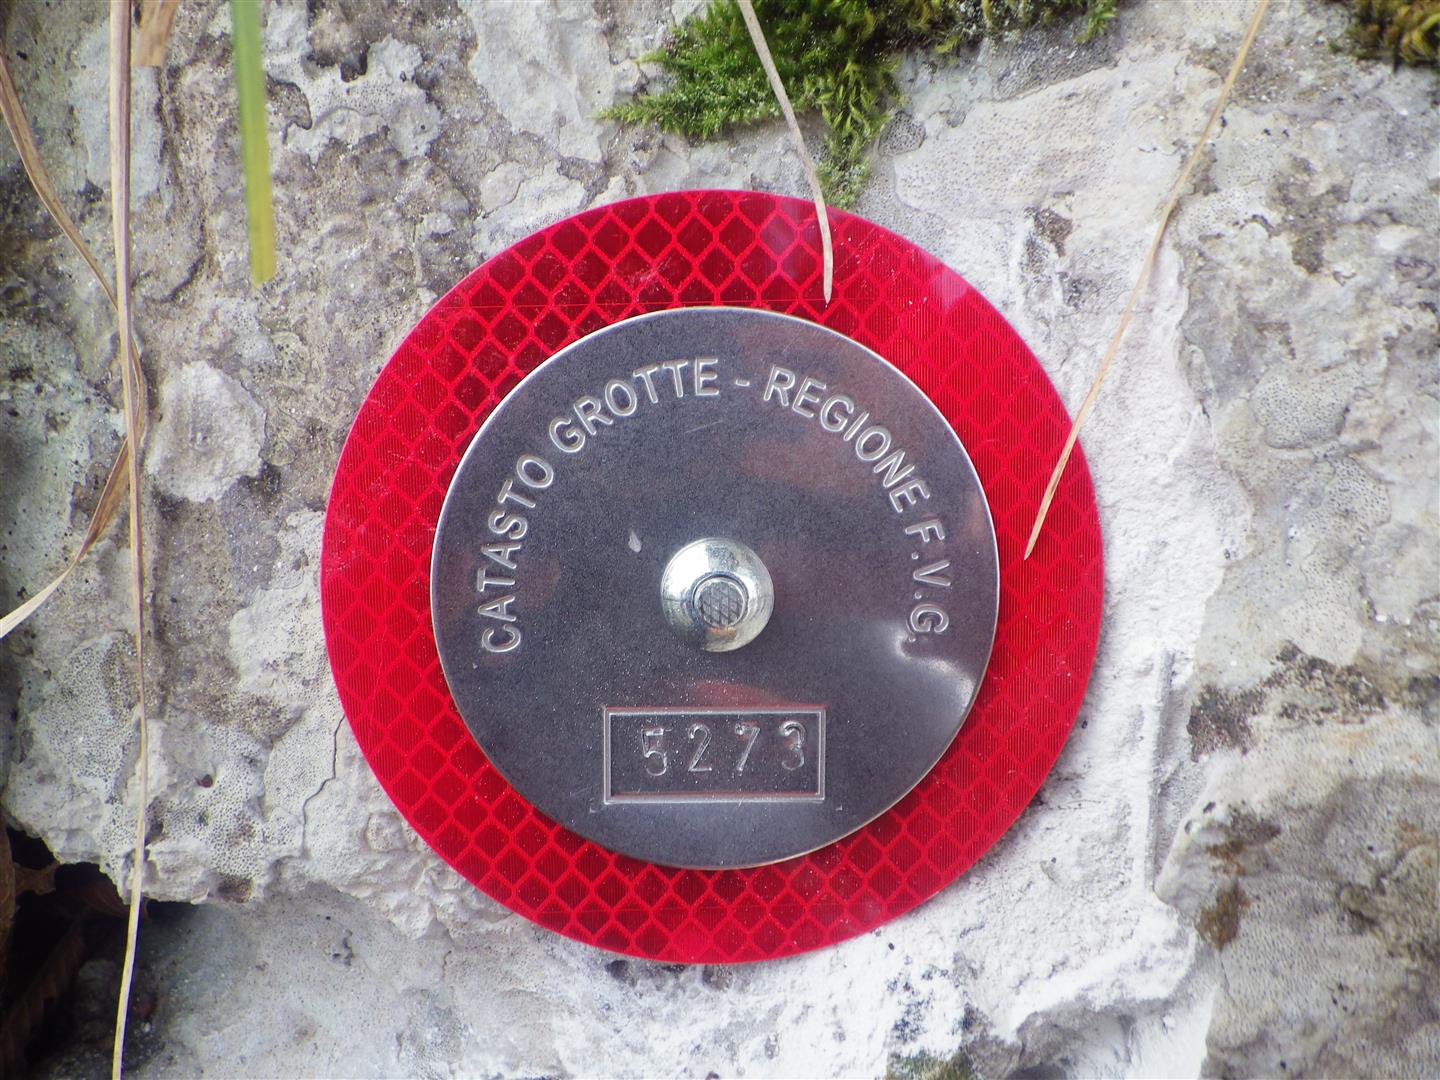 CATASTO GROTTE - REGIONE F.V.G.
5273